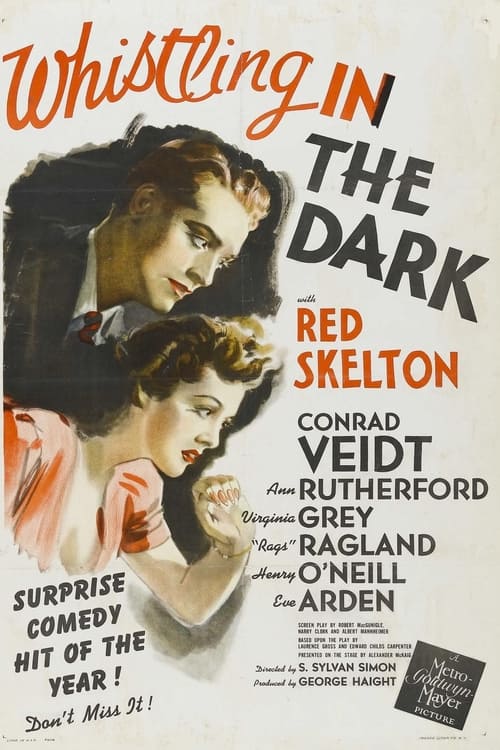 Whistling IN
THE
DARK
with
RED
SKELTON
CONRAD
VEIDT
Ann RUTHERFORD
Virginia GREY
"Rags" RAGLAND
Henry O'NEILL
Eve ARDEN
SCREEN PLAY BY ROBERT MacGUNIGLE,
HARRY CLORK AND ALBERT MANNHEIMER
BASED UPON THE PLAY BY
LAURENCE GROSS AND EDWARD CHILDS CARPENTER
PRESENTED ON THE STAGE BY ALEXANDER McKAIG
Directed by S. SYLVAN SIMON
Produced by GEORGE HAIGHT
SURPRISE
COMEDY
HIT OF THE
YEAR!
Don't Miss It!
A
Metro-
Goldwyn-
Mayer
PICTURE